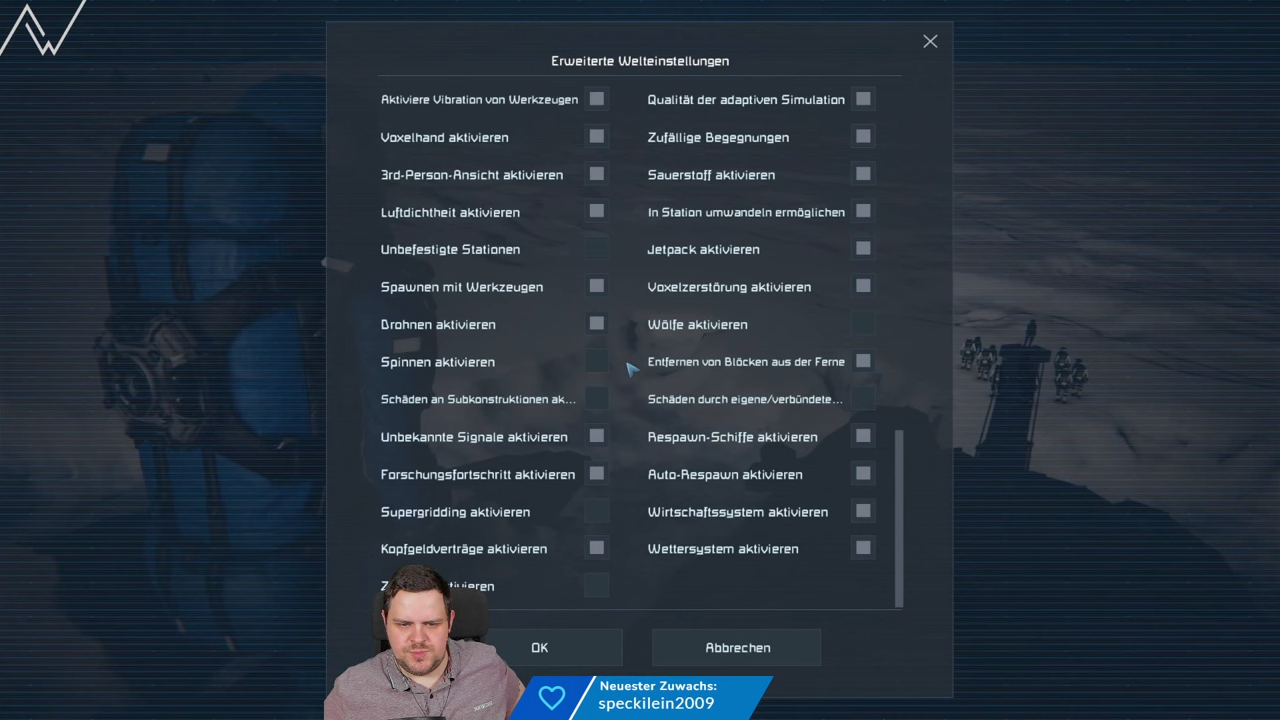 Erweiterte Welteinstellungen
Aktiviere Vibration von Werkzeugen
Qualität der adaptiven Simulation
Voxelhand aktivieren
Zufällige Begegnungen
3rd-Person-Ansicht aktivieren
Sauerstoff aktivieren
Luftdichtheit aktivieren
In Station umwandeln ermöglichen
Unbefestigte Stationen
Jetpack aktivieren
Spawnen mit Werkzeugen
Voxelzerstörung aktivieren
Drohnen aktivieren
Wölfe aktivieren
Spinnen aktivieren
Entfernen von Blöcken aus der Ferne
Schäden an Subkonstruktionen ak...
Schäden durch eigene/verbündete...
Unbekannte Signale aktivieren
Respawn-Schiffe aktivieren
Forschungsfortschritt aktivieren
Auto-Respawn aktivieren
Supergridding aktivieren
Wirtschaftssystem aktivieren
Kopfgeldverträge aktivieren
Wettersystem aktivieren
OK
Abbrechen
Neuester Zuwachs:
speckilein2009